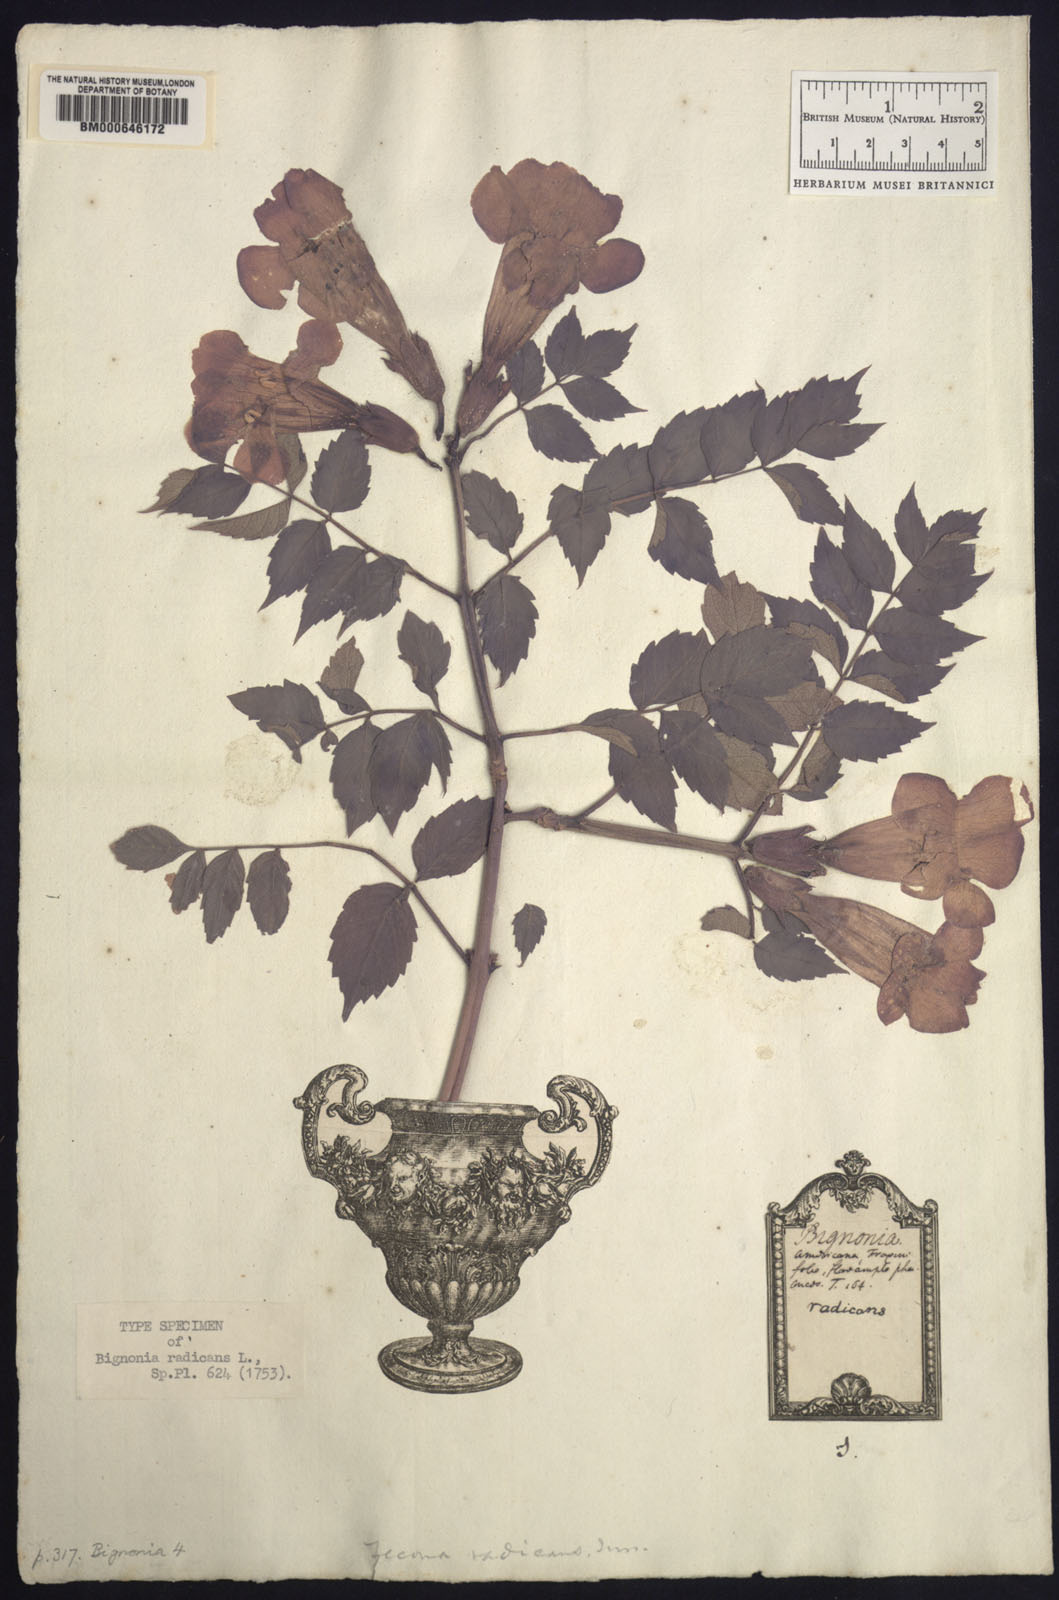 THE NATURAL HISTORY MUSEUM, LONDON
DEPARTMENT OF BOTANY
BM000646172
1 2
BRITISH MUSEUM (NATURAL HISTORY)
1 2 3 4 5
HERBARIUM MUSEI BRITANNICI
Bignonia
Americana Fraxini
folio, flore amplo phœ-
niceo. T. 164.
radicans
TYPE SPECIMEN
of
Bignonia radicans L.,
Sp.Pl. 624 (1753).
p.317. Bignonia 4
Tecoma radicans, Juss.